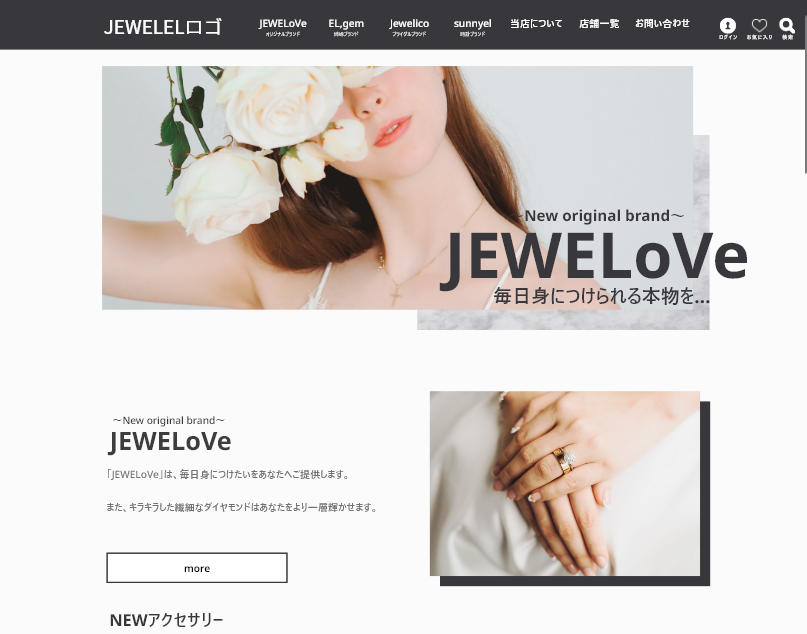 JEWELELロゴ
JEWELoVe
オリジナルブランド
EL,gem
姉妹ブランド
Jewelico
ブライダルブランド
sunnyel
時計ブランド
当店について
店舗一覧
お問い合わせ
ログイン
お気に入り
検索
～New original brand～
JEWELoVe
毎日身につけられる本物を...
～New original brand～
JEWELoVe
「JEWELoVe」は、毎日身につけたいをあなたへご提供します。
また、キラキラした繊細なダイヤモンドはあなたをより一層輝かせます。
more
NEWアクセサリー